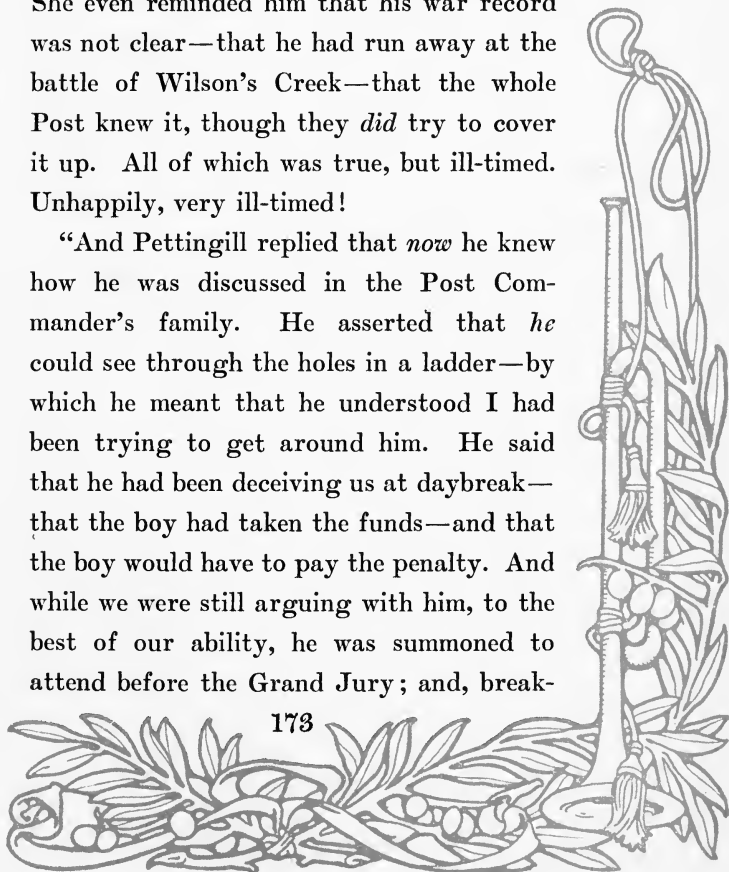 She even reminded him that his war record
was not clear—that he had run away at the
battle of Wilson's Creek—that the whole
Post knew it, though they did try to cover
it up. All of which was true, but ill-timed.
Unhappily, very ill-timed!
“And Pettingill replied that now he knew
how he was discussed in the Post Com-
mander's family. He asserted that he
could see through the holes in a ladder—by
which he meant that he understood I had
been trying to get around him. He said
that he had been deceiving us at daybreak—
that the boy had taken the funds—and that
the boy would have to pay the penalty. And
while we were still arguing with him, to the
best of our ability, he was summoned to
attend before the Grand Jury; and, break-
173